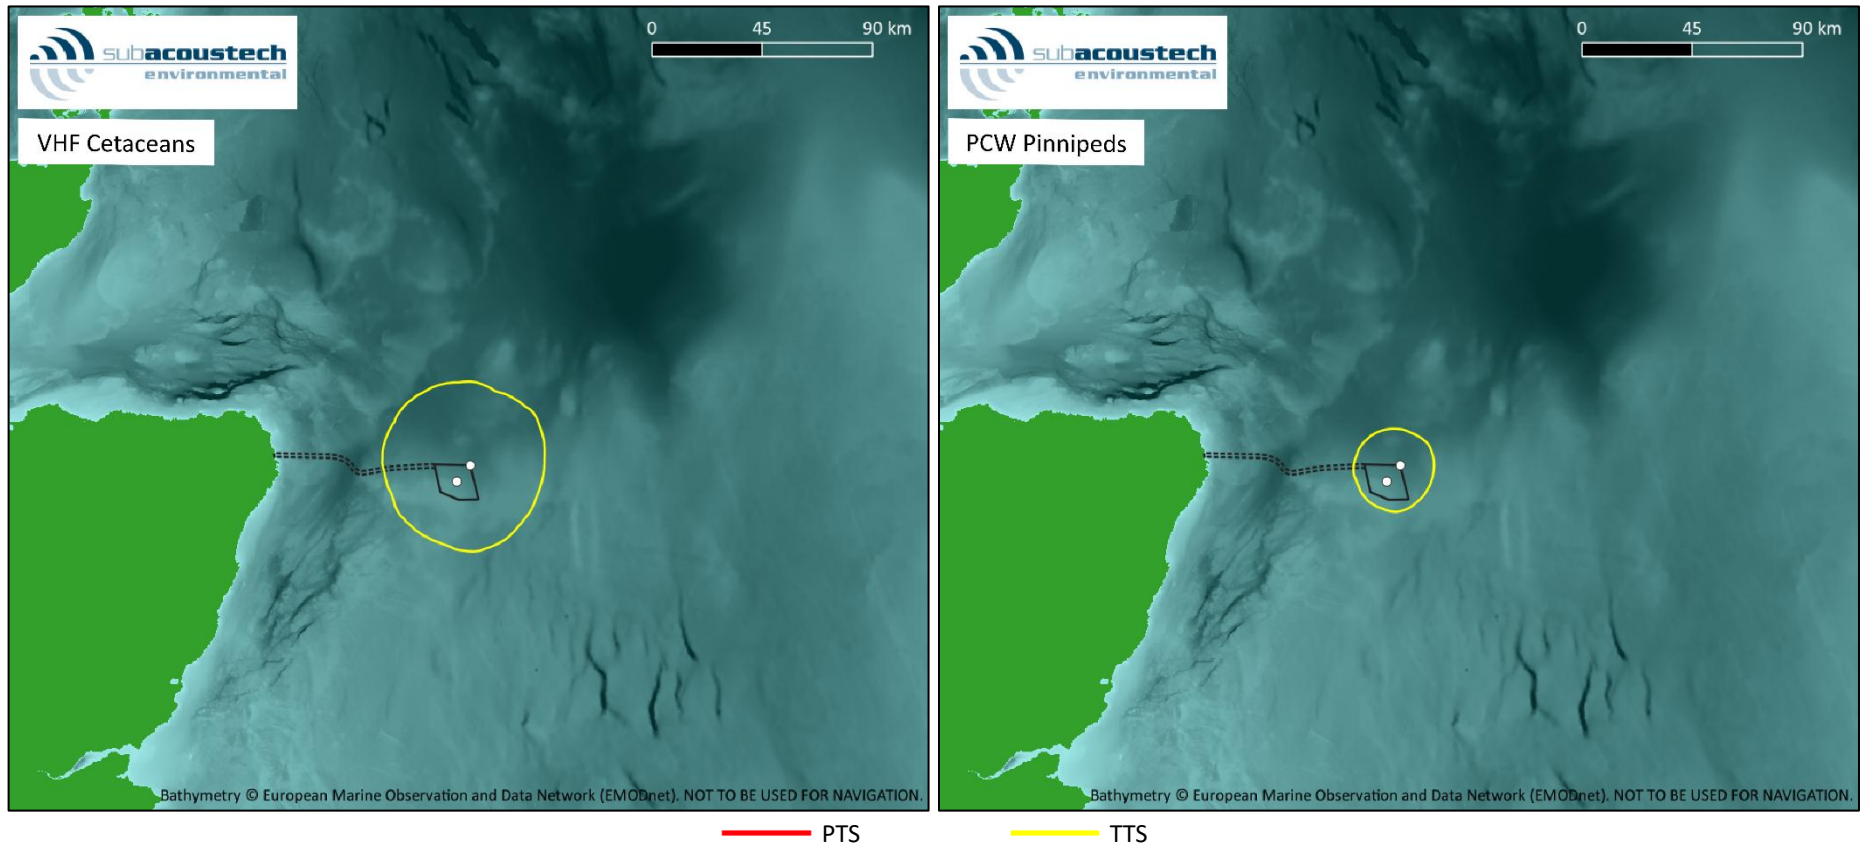 subacoustech
environmental
VHF Cetaceans
0 45 90 km
Bathymetry © European Marine Observation and Data Network (EMODnet). NOT TO BE USED FOR NAVIGATION.
subacoustech
environmental
PCW Pinnipeds
0 45 90 km
Bathymetry © European Marine Observation and Data Network (EMODnet). NOT TO BE USED FOR NAVIGATION.
PTS TTS